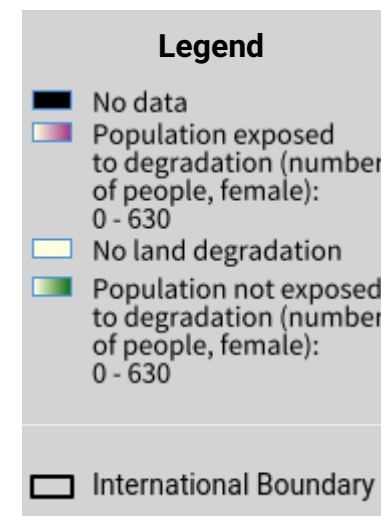 Legend
No data
Population exposed
to degradation (number
of people, female):
0 - 630
No land degradation
Population not exposed
to degradation (number
of people, female):
0 - 630
International Boundary